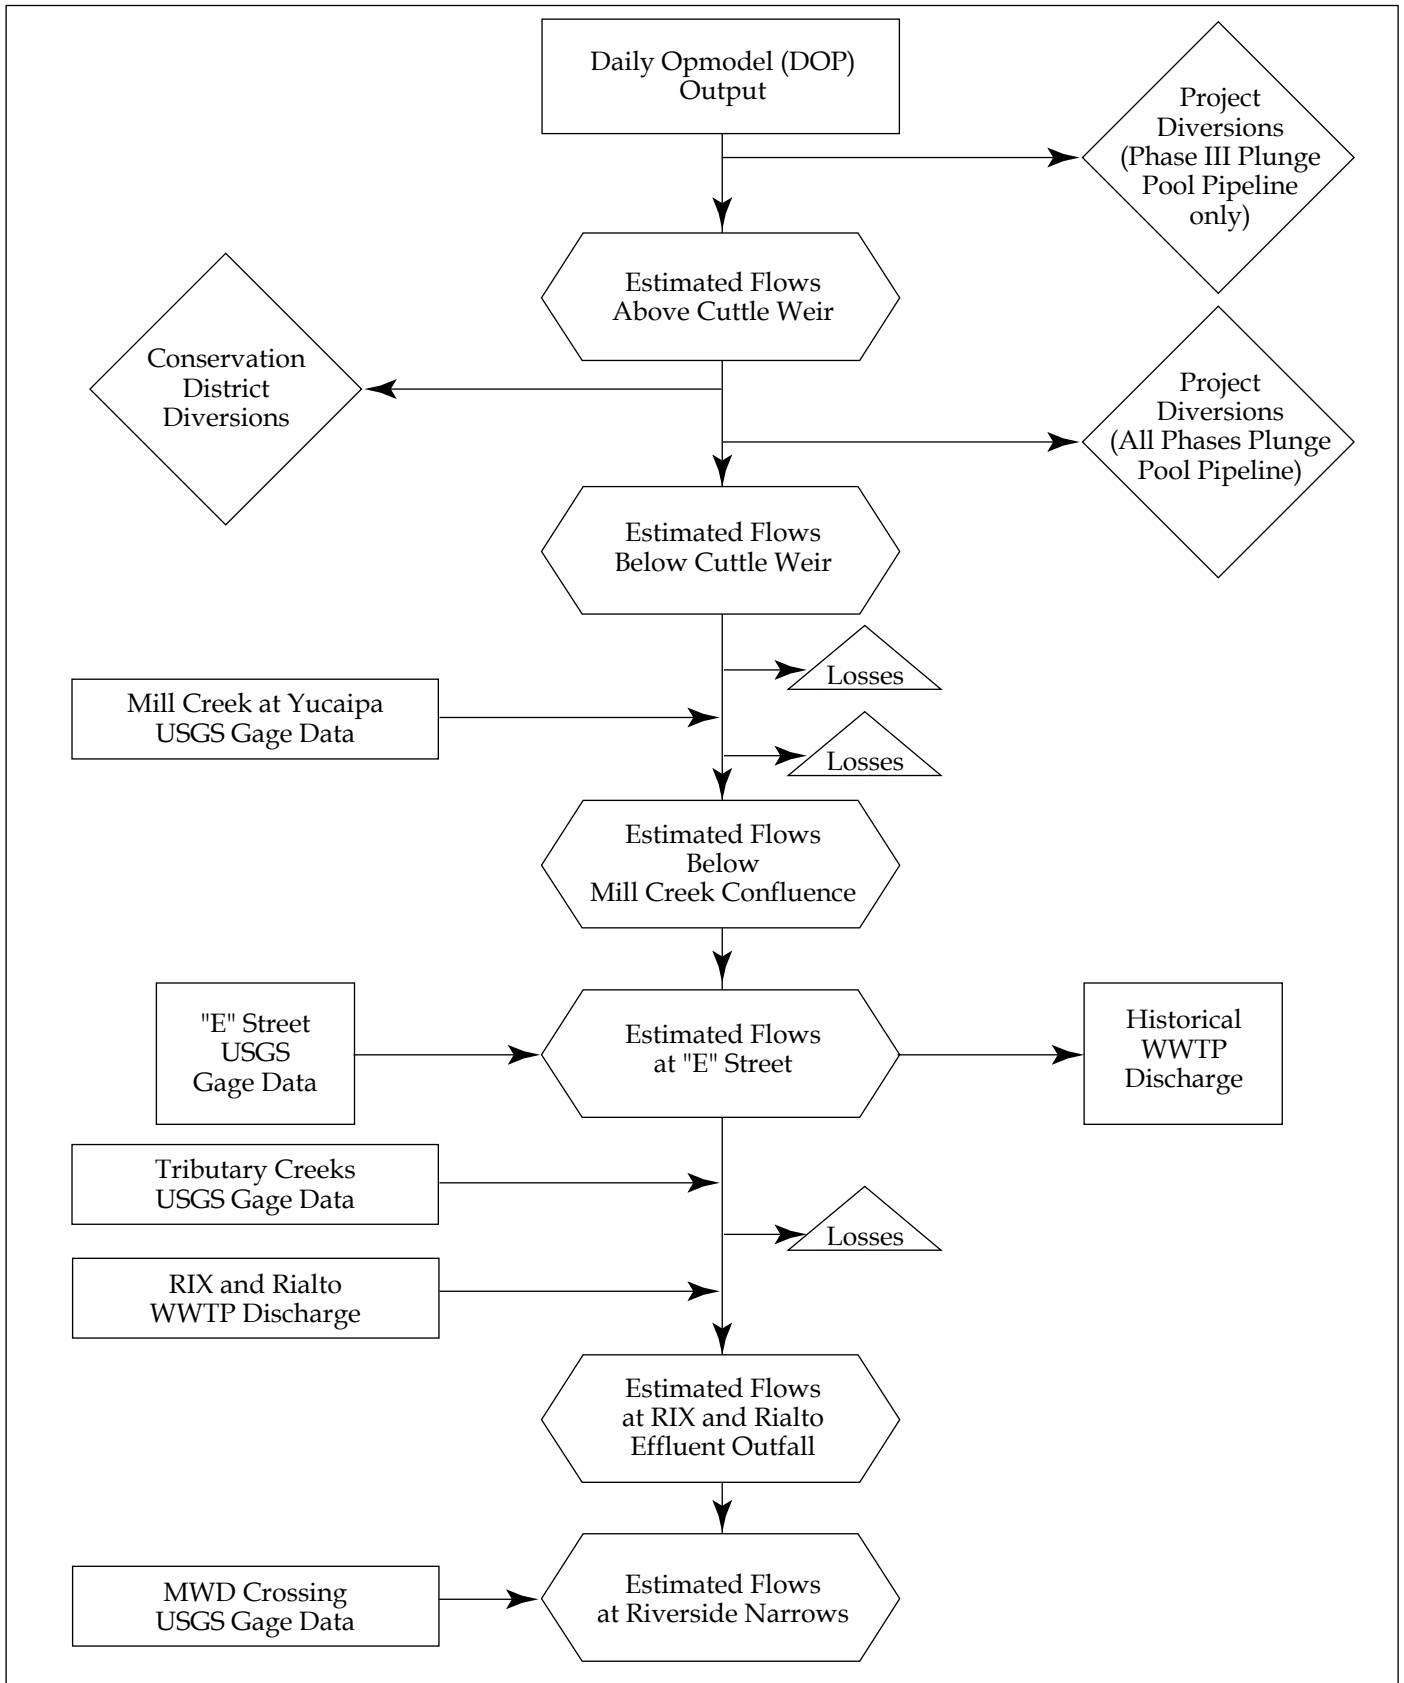 Daily Opmodel (DOP)
Output
Project
Diversions
(Phase III Plunge
Pool Pipeline
only)
Estimated Flows
Above Cuttle Weir
Conservation
District
Diversions
Project
Diversions
(All Phases Plunge
Pool Pipeline)
Estimated Flows
Below Cuttle Weir
Losses
Mill Creek at Yucaipa
USGS Gage Data
Losses
Estimated Flows
Below
Mill Creek Confluence
"E" Street
USGS
Gage Data
Estimated Flows
at "E" Street
Historical
WWTP
Discharge
Tributary Creeks
USGS Gage Data
Losses
RIX and Rialto
WWTP Discharge
Estimated Flows
at RIX and Rialto
Effluent Outfall
MWD Crossing
USGS Gage Data
Estimated Flows
at Riverside Narrows